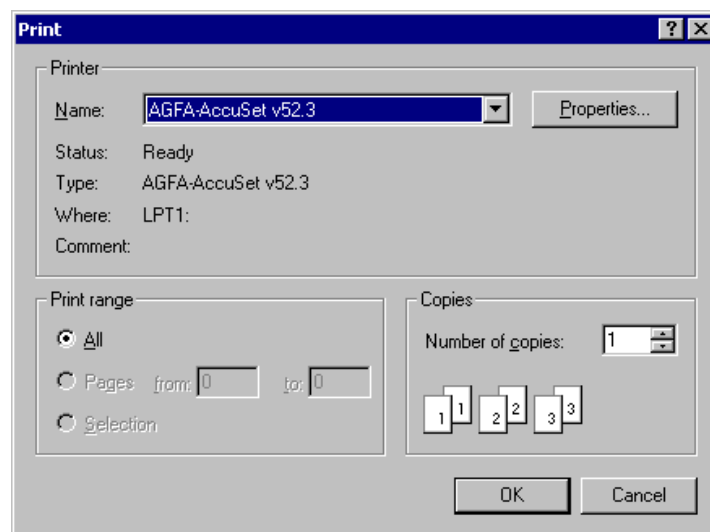 Print
Printer
Name: AGFA-AccuSet v52.3 Properties...
Status: Ready
Type: AGFA-AccuSet v52.3
Where: LPT1:
Comment:
Print range
All
Pages from: 0 to: 0
Selection
Copies
Number of copies: 1
1 1 2 2 3 3
OK Cancel